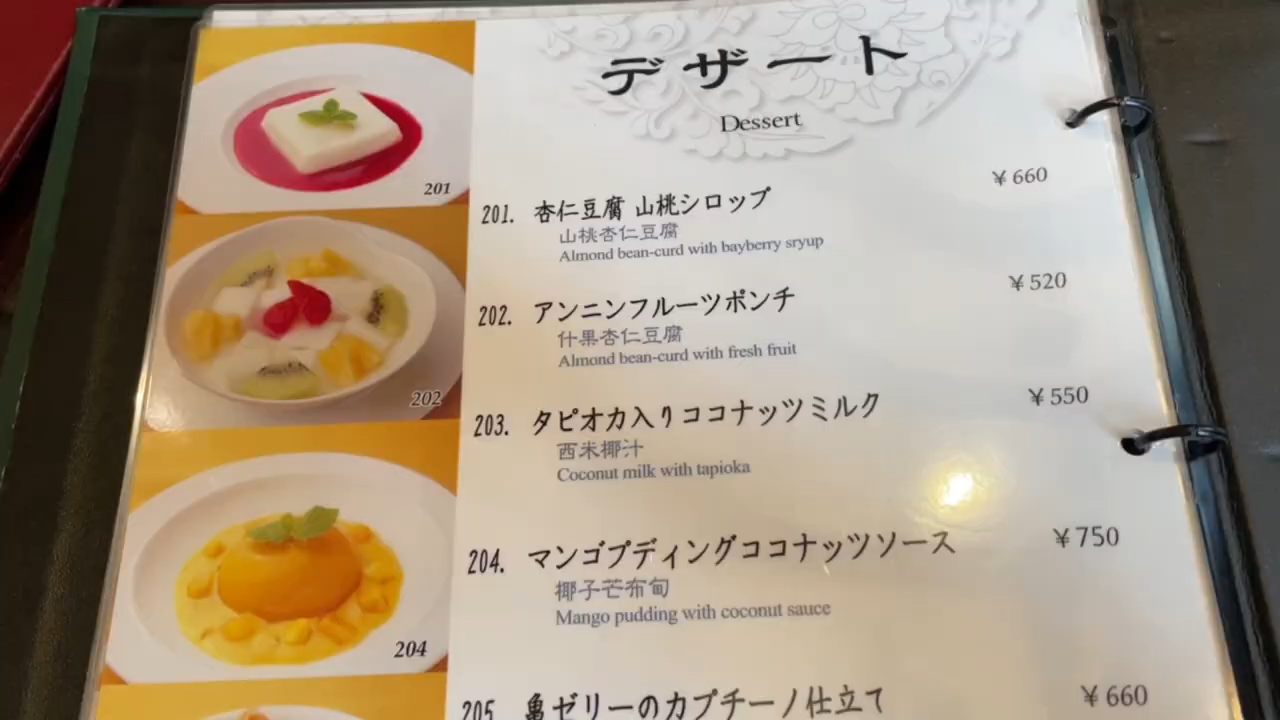 デザート
Dessert
201. 杏仁豆腐 山桃シロップ ¥660
山桃杏仁豆腐
Almond bean-curd with bayberry sryup
202. アンニンフルーツポンチ ¥520
什果杏仁豆腐
Almond bean-curd with fresh fruit
203. タピオカ入りココナッツミルク ¥550
西米椰汁
Coconut milk with tapioka
204. マンゴプディングココナッツソース ¥750
椰子芒布甸
Mango pudding with coconut sauce
205. 亀ゼリーのカプチーノ仕立て ¥660
201
202
204